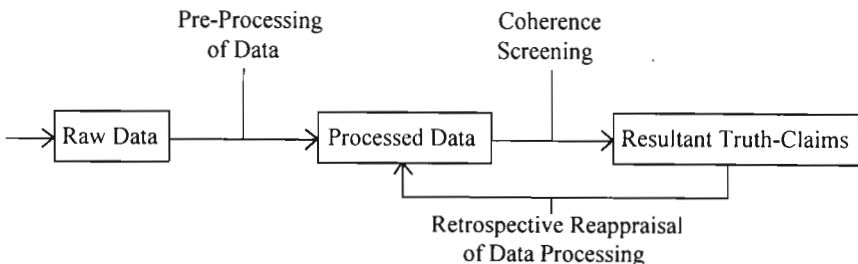 Pre-Processing
of Data
Coherence
Screening
Raw Data
Processed Data
Resultant Truth-Claims
Retrospective Reappraisal
of Data Processing